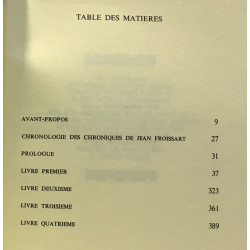 TABLE DES MATIERES
AVANT-PROPOS 9
CHRONOLOGIE DES CHRONIQUES DE JEAN FROISSART 27
PROLOGUE 31
LIVRE PREMIER 37
LIVRE DEUXIEME 323
LIVRE TROISIEME 361
LIVRE QUATRIEME 389